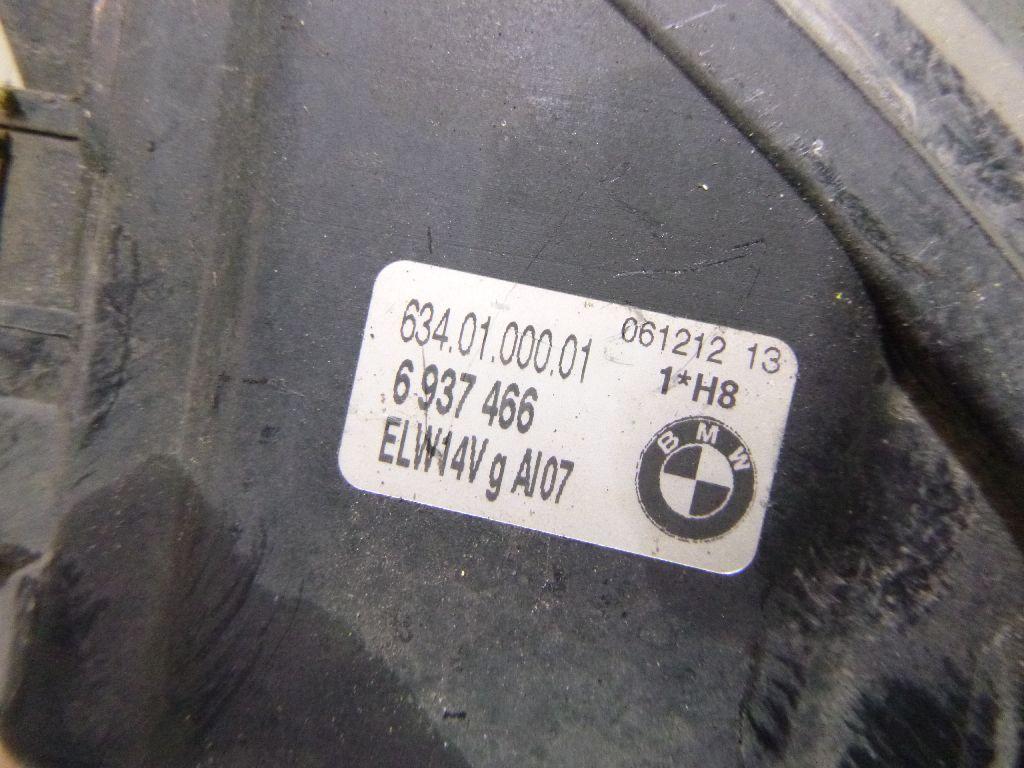 634.01.000.01 061212 13
6 937 466 1*H8
ELW14V g AI07
BMW